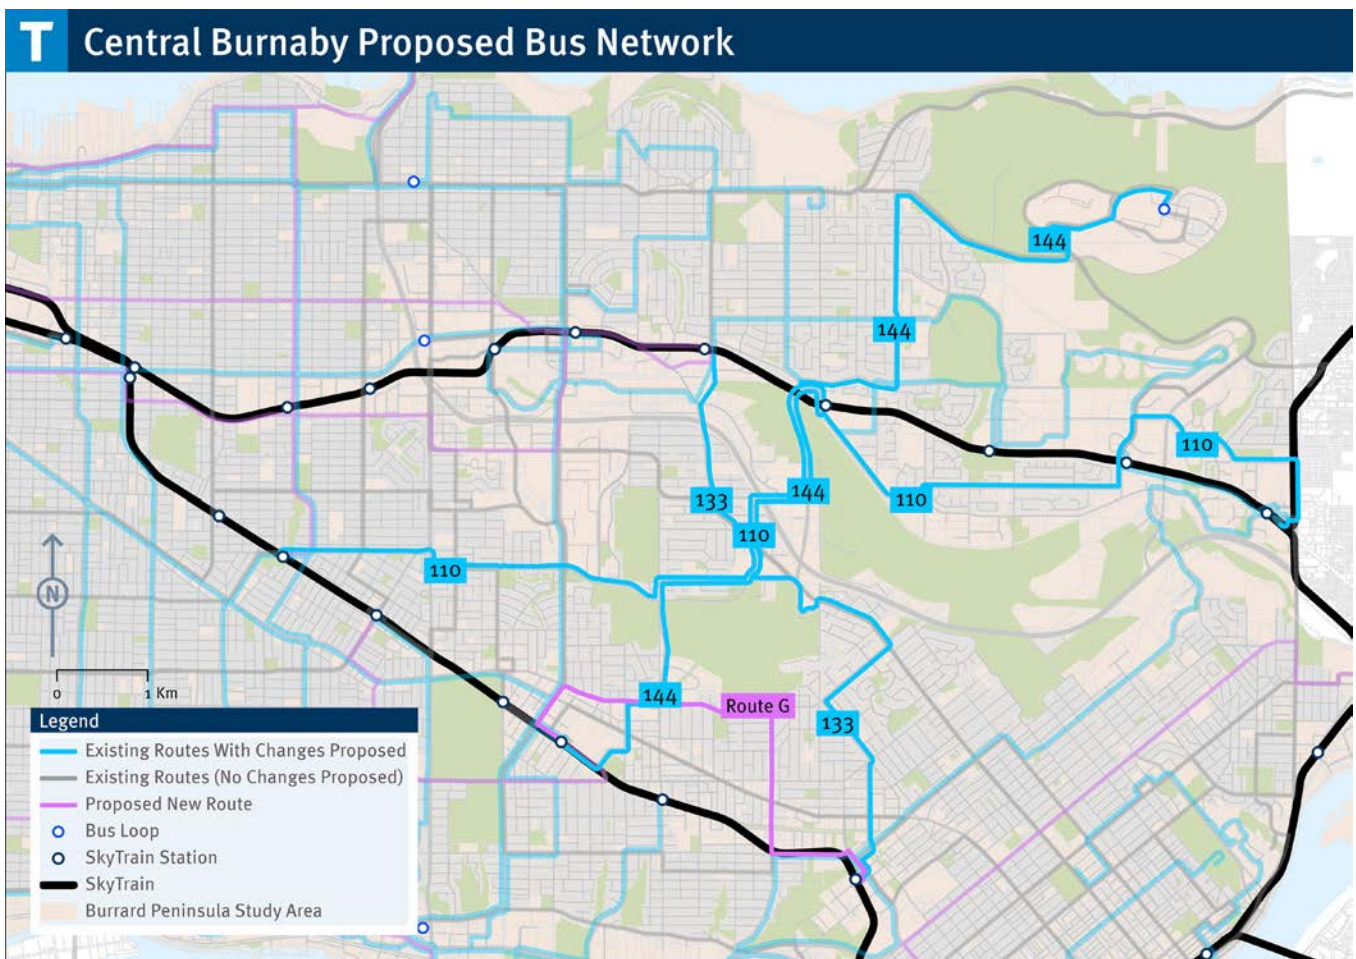 T Central Burnaby Proposed Bus Network
144
144
110
133
144
110
110
110
144
Route G
133
N
0 1 Km
Legend
Existing Routes With Changes Proposed
Existing Routes (No Changes Proposed)
Proposed New Route
Bus Loop
SkyTrain Station
SkyTrain
Burrard Peninsula Study Area